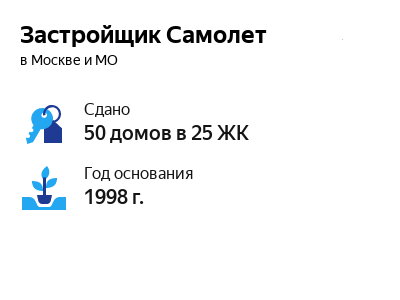 Застройщик Самолет
в Москве и МО
Сдано
50 домов в 25 ЖК
Год основания
1998 г.